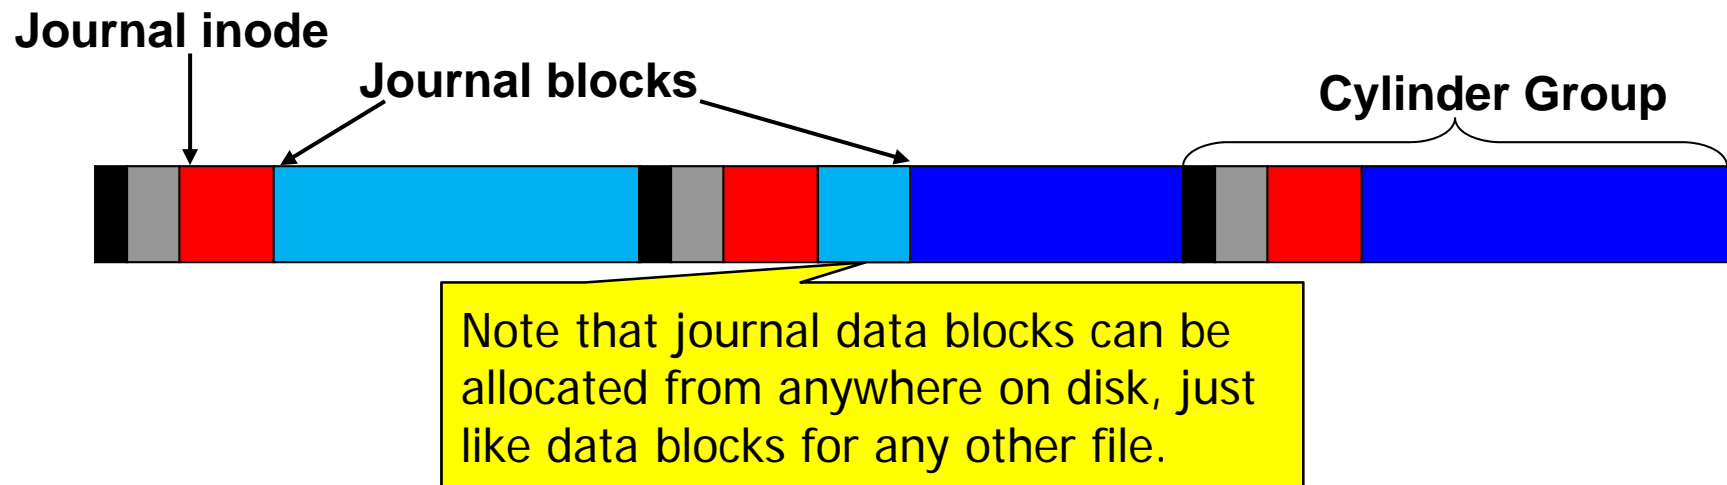 Journal inode
Journal blocks
Cylinder Group
Note that journal data blocks can be
allocated from anywhere on disk, just
like data blocks for any other file.